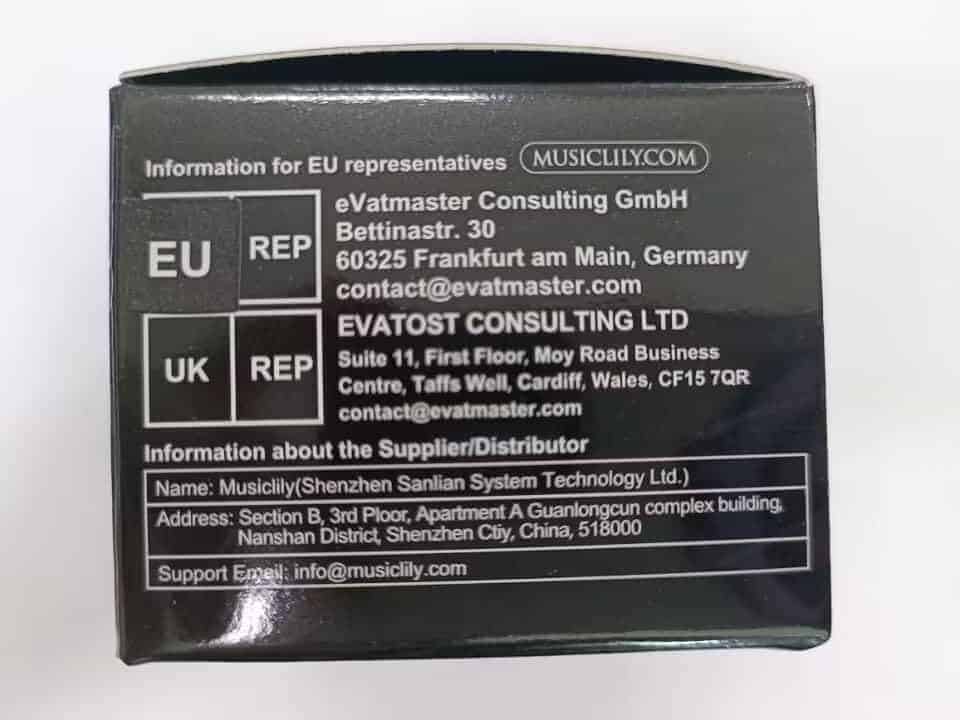 Information for EU representatives MUSICLILY.COM
EU REP
eVatmaster Consulting GmbH
Bettinastr. 30
60325 Frankfurt am Main, Germany
contact@evatmaster.com
UK REP
EVATOST CONSULTING LTD
Suite 11, First Floor, Moy Road Business
Centre, Taffs Well, Cardiff, Wales, CF15 7QR
contact@evatmaster.com
Information about the Supplier/Distributor
Name: Musiclily(Shenzhen Sanlian System Technology Ltd.)
Address: Section B, 3rd Ploor, Apartment A Guanlongcun complex building,
Nanshan District, Shenzhen Ctiy, China, 518000
Support Email: info@musiclily.com